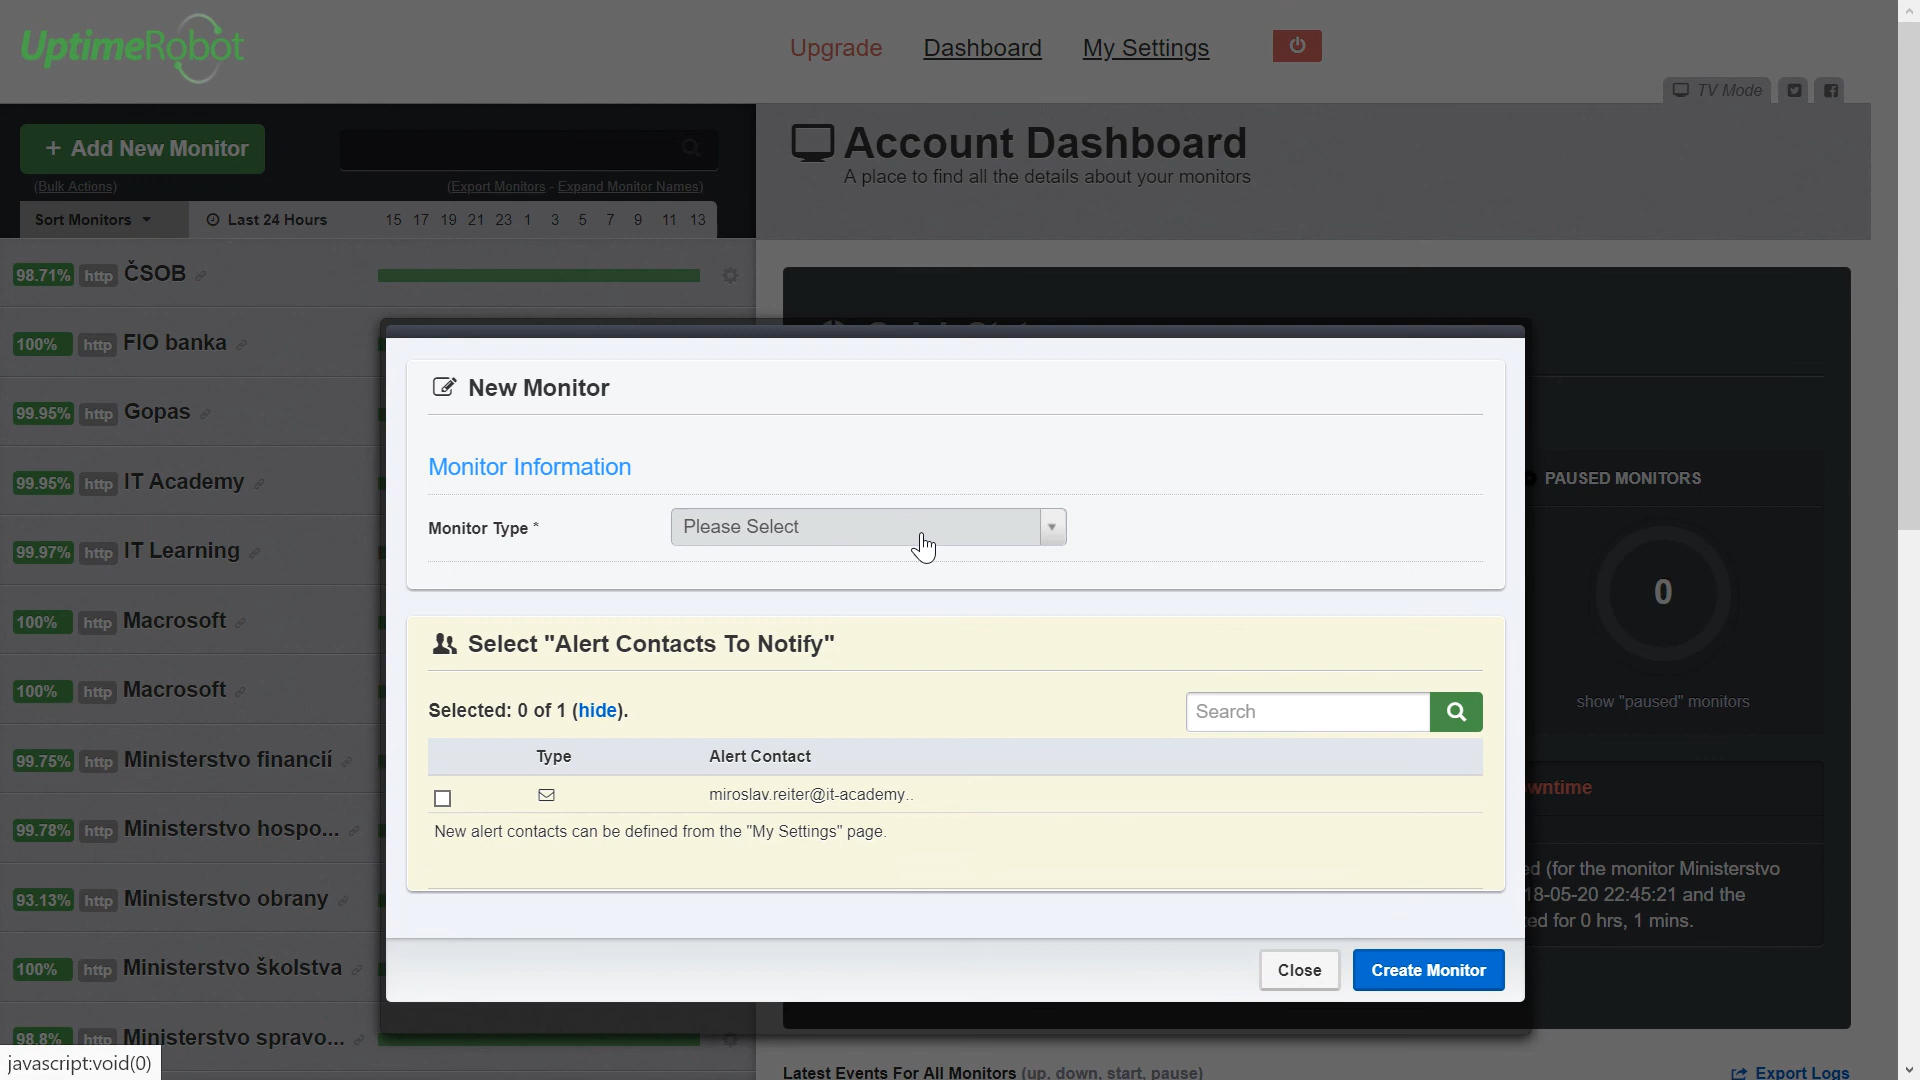 UptimeRobot
Upgrade Dashboard My Settings
TV Mode
+ Add New Monitor
(Bulk Actions)
(Export Monitors - Expand Monitor Names)
Sort Monitors
Last 24 Hours 15 17 19 21 23 1 3 5 7 9 11 13
Account Dashboard
A place to find all the details about your monitors
98.71% http ČSOB
100% http FIO banka
99.95% http Gopas
99.95% http IT Academy
99.97% http IT Learning
100% http Macrosoft
100% http Macrosoft
99.75% http Ministerstvo financií
99.78% http Ministerstvo hospo...
93.13% http Ministerstvo obrany
100% http Ministerstvo školstva
98.8% http Ministerstvo spravo...
New Monitor
Monitor Information
Monitor Type *
Please Select
Select "Alert Contacts To Notify"
Selected: 0 of 1 (hide).
Search
Type Alert Contact
miroslav.reiter@it-academy..
New alert contacts can be defined from the "My Settings" page.
Close
Create Monitor
PAUSED MONITORS
0
show "paused" monitors
wntime
ed (for the monitor Ministerstvo
18-05-20 22:45:21 and the
ed for 0 hrs, 1 mins.
Latest Events For All Monitors (up, down, start, pause)
Export Logs
javascript:void(0)